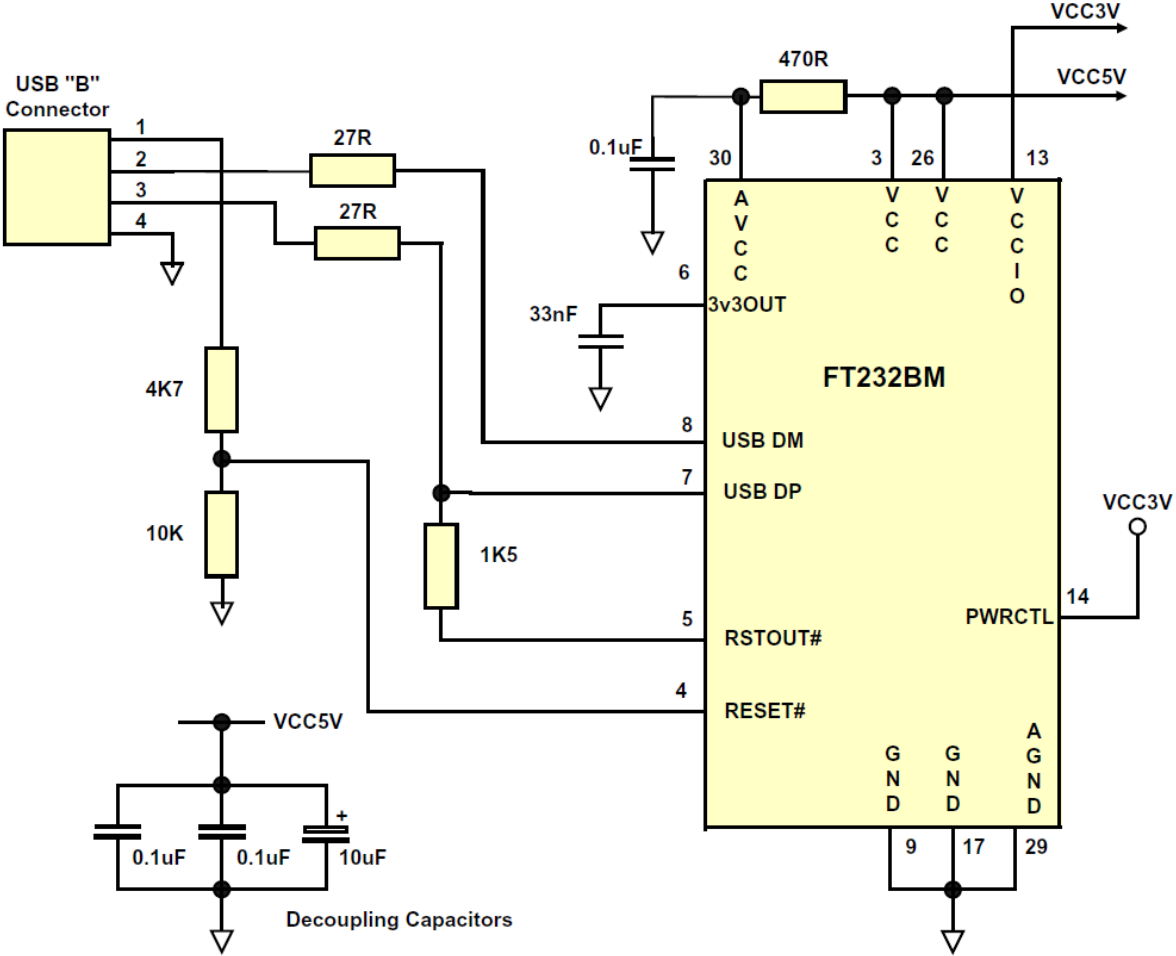 VCC3V
470R
VCC5V
USB "B"
Connector
1
2
3
4
27R
27R
0.1uF
30
3
26
13
AVCC
VCC
VCC
VCCIO
6
3v3OUT
33nF
FT232BM
4K7
8
USB DM
7
USB DP
10K
1K5
VCC3V
14
PWRCTL
5
RSTOUT#
4
RESET#
VCC5V
GND
GND
AGND
+
0.1uF
0.1uF
10uF
9
17
29
Decoupling Capacitors